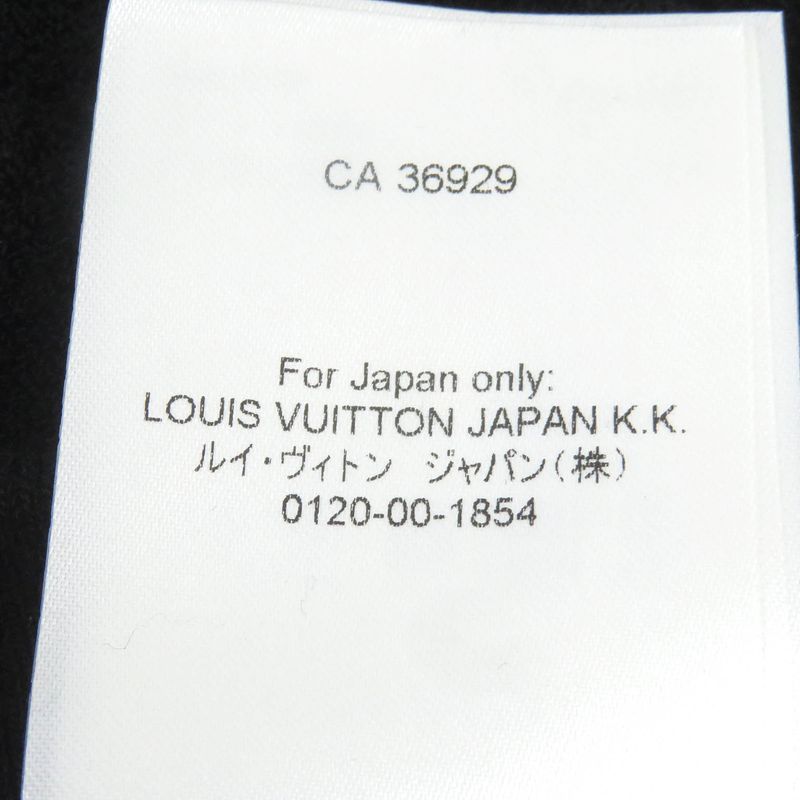 CA 36929
For Japan only:
LOUIS VUITTON JAPAN K.K.
ルイ・ヴィトン ジャパン(株)
0120-00-1854